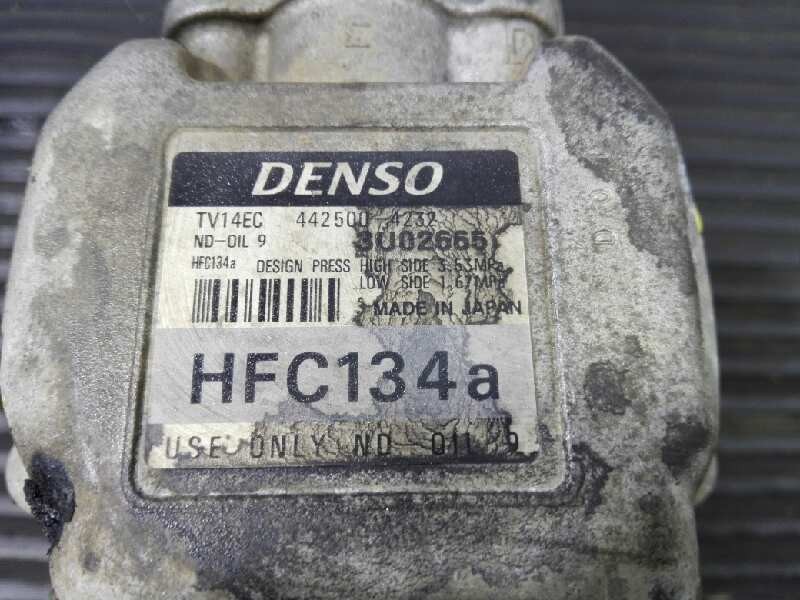 DENSO
TV14EC 442500-4232
ND-OIL 9 3U02665
HFC134a DESIGN PRESS HIGH SIDE 3.53MPa
LOW SIDE 1.67MPa
S MADE IN JAPAN
HFC134a
USE ONLY ND OIL 9